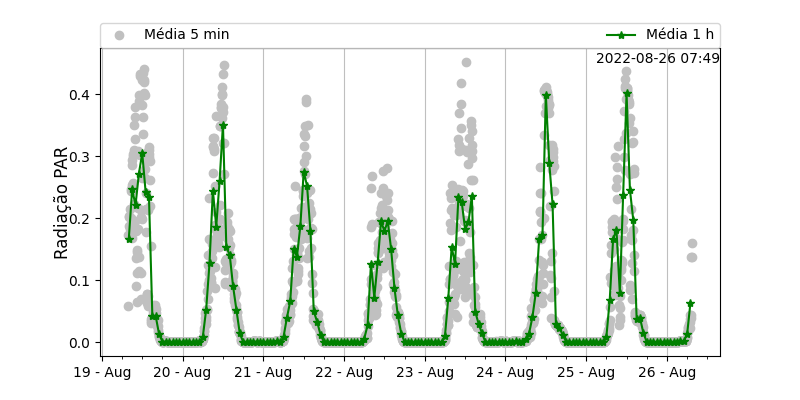 Média 5 min
Média 1 h
2022-08-26 07:49
Radiação PAR
0.4
0.3
0.2
0.1
0.0
19 - Aug
20 - Aug
21 - Aug
22 - Aug
23 - Aug
24 - Aug
25 - Aug
26 - Aug